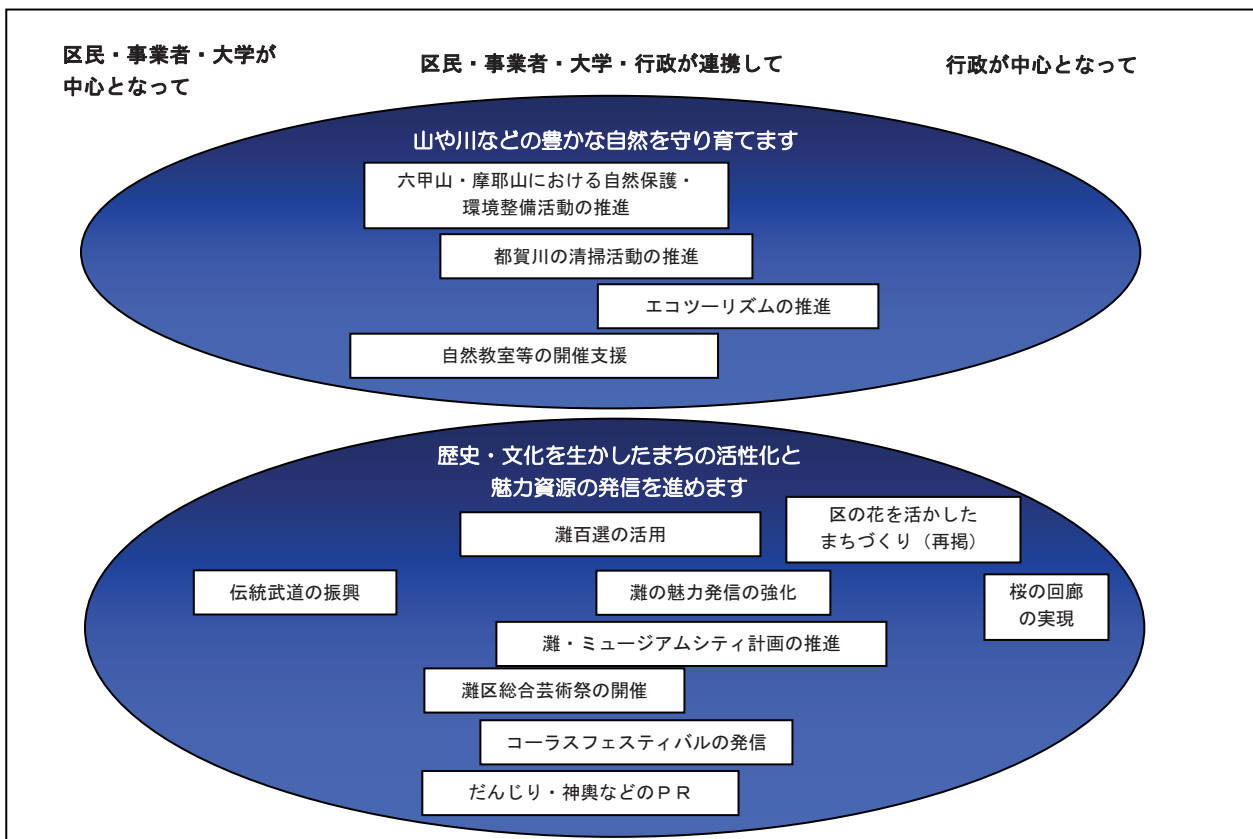 区民・事業者・大学が
中心となって
区民・事業者・大学・行政が連携して
行政が中心となって
山や川などの豊かな自然を守り育てます
六甲山・摩耶山における自然保護・
環境整備活動の推進
都賀川の清掃活動の推進
エコツーリズムの推進
自然教室等の開催支援
歴史・文化を生かしたまちの活性化と
魅力資源の発信を進めます
灘百選の活用
区の花を活かした
まちづくり(再掲)
伝統武道の振興
灘の魅力発信の強化
桜の回廊
の実現
灘・ミュージアムシティ計画の推進
灘区総合芸術祭の開催
コーラスフェスティバルの発信
だんじり・神輿などのPR